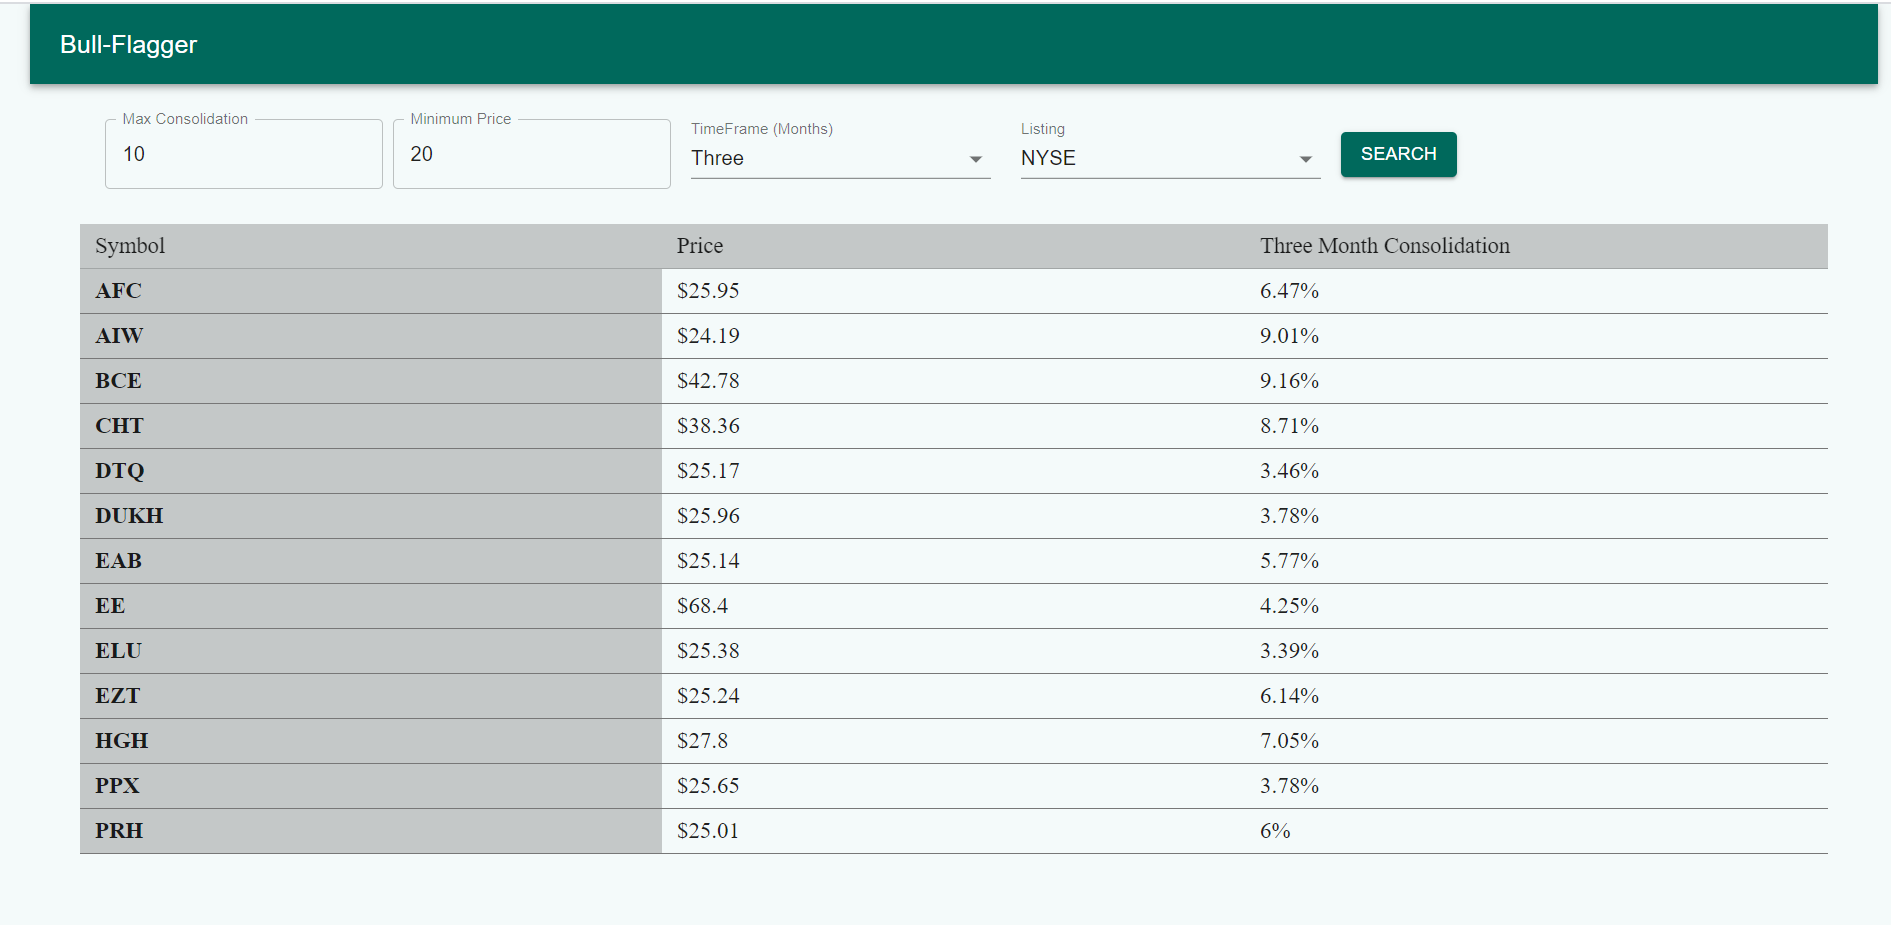 Bull-Flagger
Max Consolidation Minimum Price TimeFrame (Months) Listing
10 20 Three NYSE SEARCH
Symbol Price Three Month Consolidation
AFC $25.95 6.47%
AIW $24.19 9.01%
BCE $42.78 9.16%
CHT $38.36 8.71%
DTQ $25.17 3.46%
DUKH $25.96 3.78%
EAB $25.14 5.77%
EE $68.4 4.25%
ELU $25.38 3.39%
EZT $25.24 6.14%
HGH $27.8 7.05%
PPX $25.65 3.78%
PRH $25.01 6%